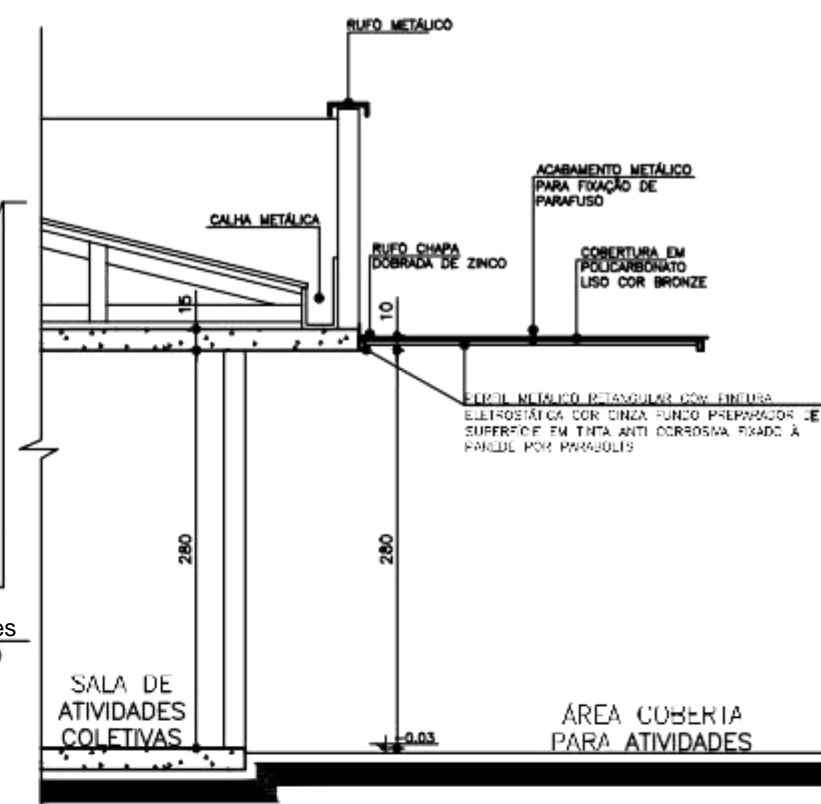 RUFO METÁLICO
ACABAMENTO METÁLICO
PARA FIXAÇÃO DE
PARAFUSO
CALHA METÁLICA
RUFO CHAPA
DOBRADA DE ZINCO
COBERTURA EM
POLICARBONATO
LISO COR BRONZE
15
10
PERFIL METÁLICO RETANGULAR COM PINTURA
ELETROSTÁTICA COR CINZA FUNDO PREPARADOR DE
SUPERFÍCIE EM TINTA ANTI CORROSIVA FIXADO À
PAREDE POR PARABOLTS
280
280
es
SALA DE
ATIVIDADES
COLETIVAS
-0.03
ÁREA COBERTA
PARA ATIVIDADES